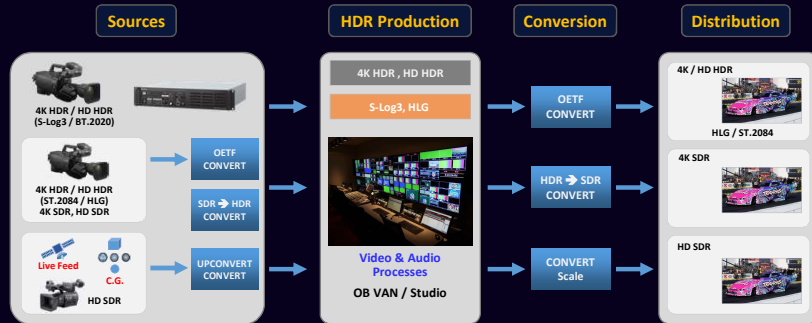 Sources
HDR Production
Conversion
Distribution
4K HDR / HD HDR
(S-Log3 / BT.2020)
4K HDR / HD HDR
(ST.2084 / HLG)
4K SDR, HD SDR
OETF
CONVERT
SDR ➔ HDR
CONVERT
Live Feed
C.G.
HD SDR
UPCONVERT
CONVERT
4K HDR , HD HDR
S-Log3, HLG
Video & Audio
Processes
OB VAN / Studio
OETF
CONVERT
HDR ➔ SDR
CONVERT
CONVERT
Scale
4K / HD HDR
HLG / ST.2084
4K SDR
HD SDR